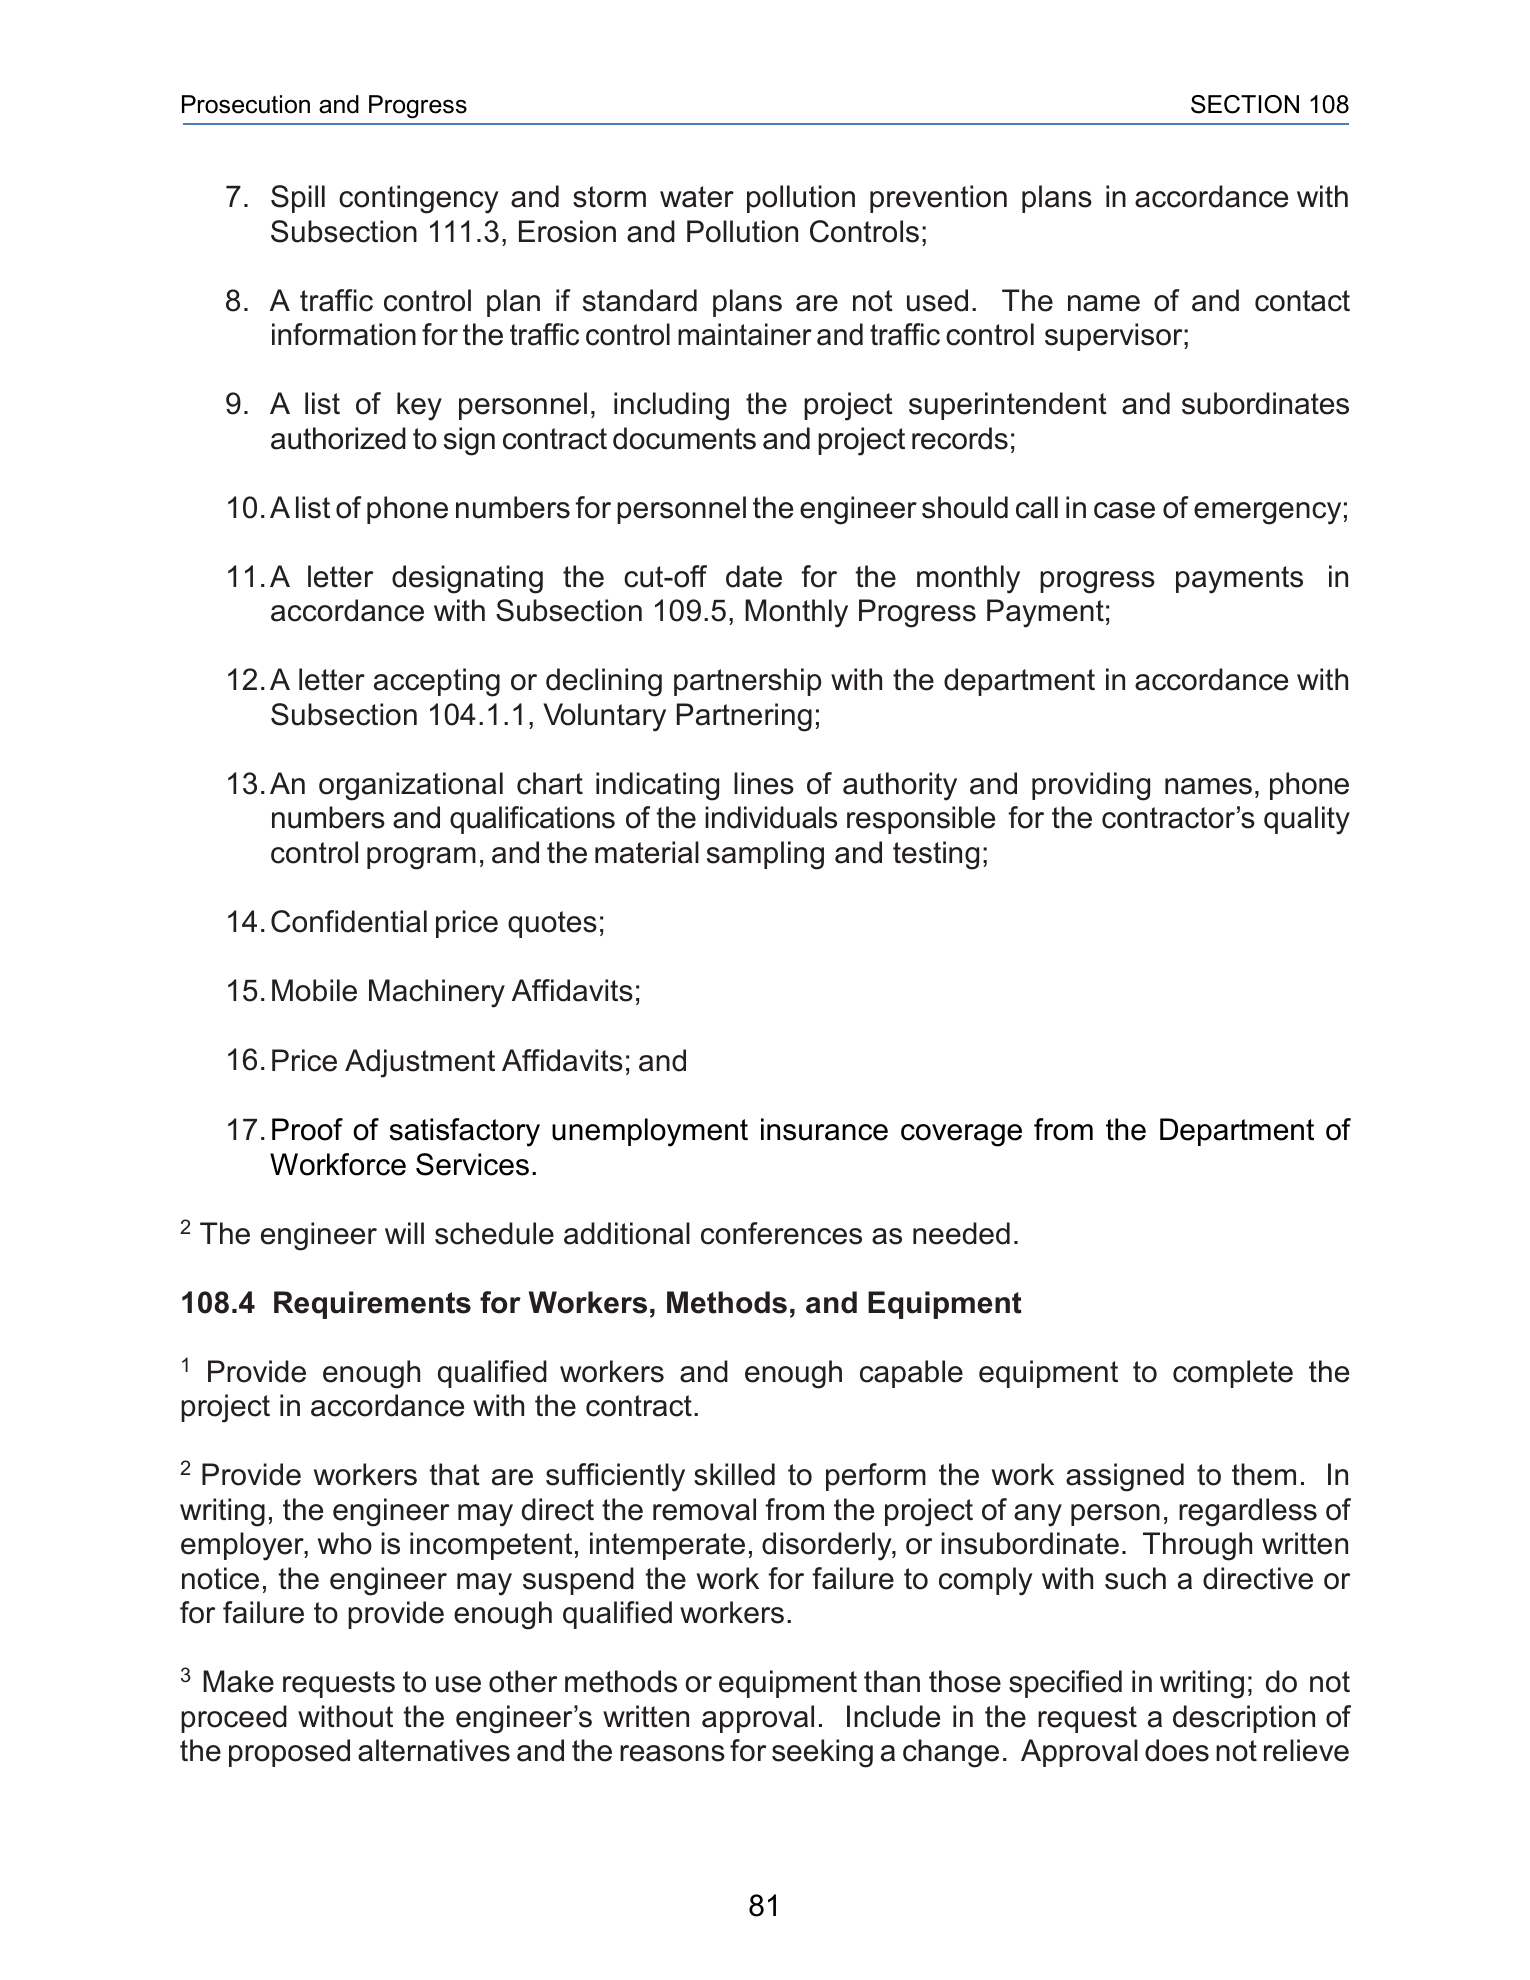 Prosecution and Progress SECTION 108
7. Spill contingency and storm water pollution prevention plans in accordance with
Subsection 111.3, Erosion and Pollution Controls;
8. A traffic control plan if standard plans are not used. The name of and contact
information for the traffic control maintainer and traffic control supervisor;
9. A list of key personnel, including the project superintendent and subordinates
authorized to sign contract documents and project records;
10. A list of phone numbers for personnel the engineer should call in case of emergency;
11. A letter designating the cut-off date for the monthly progress payments in
accordance with Subsection 109.5, Monthly Progress Payment;
12. A letter accepting or declining partnership with the department in accordance with
Subsection 104.1.1, Voluntary Partnering;
13. An organizational chart indicating lines of authority and providing names, phone
numbers and qualifications of the individuals responsible for the contractor’s quality
control program, and the material sampling and testing;
14. Confidential price quotes;
15. Mobile Machinery Affidavits;
16. Price Adjustment Affidavits; and
17. Proof of satisfactory unemployment insurance coverage from the Department of
Workforce Services.
2 The engineer will schedule additional conferences as needed.
108.4 Requirements for Workers, Methods, and Equipment
1 Provide enough qualified workers and enough capable equipment to complete the
project in accordance with the contract.
2 Provide workers that are sufficiently skilled to perform the work assigned to them. In
writing, the engineer may direct the removal from the project of any person, regardless of
employer, who is incompetent, intemperate, disorderly, or insubordinate. Through written
notice, the engineer may suspend the work for failure to comply with such a directive or
for failure to provide enough qualified workers.
3 Make requests to use other methods or equipment than those specified in writing; do not
proceed without the engineer’s written approval. Include in the request a description of
the proposed alternatives and the reasons for seeking a change. Approval does not relieve
81